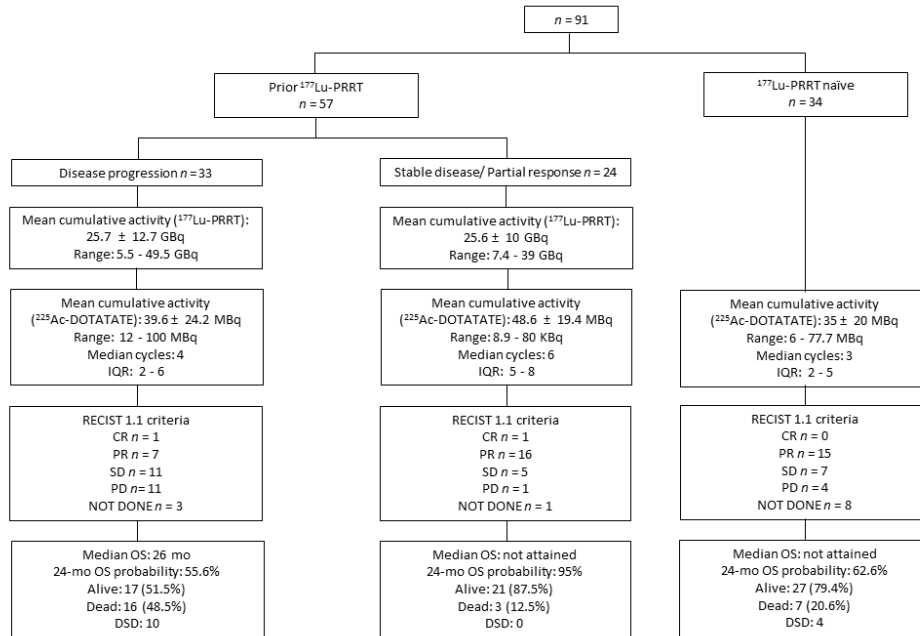 n = 91
Prior ¹⁷⁷Lu-PRRT
n = 57
¹⁷⁷Lu-PRRT naïve
n = 34
Disease progression n = 33
Stable disease/ Partial response n = 24
Mean cumulative activity (¹⁷⁷Lu-PRRT):
25.7 ± 12.7 GBq
Range: 5.5 - 49.5 GBq
Mean cumulative activity (¹⁷⁷Lu-PRRT):
25.6 ± 10 GBq
Range: 7.4 - 39 GBq
Mean cumulative activity
(²²⁵Ac-DOTATATE): 39.6 ± 24.2 MBq
Range: 12 - 100 MBq
Median cycles: 4
IQR: 2 - 6
Mean cumulative activity
(²²⁵Ac-DOTATATE): 48.6 ± 19.4 MBq
Range: 8.9 - 80 KBq
Median cycles: 6
IQR: 5 - 8
Mean cumulative activity
(²²⁵Ac-DOTATATE): 35 ± 20 MBq
Range: 6 - 77.7 MBq
Median cycles: 3
IQR: 2 - 5
RECIST 1.1 criteria
CR n = 1
PR n = 7
SD n = 11
PD n= 11
NOT DONE n = 3
RECIST 1.1 criteria
CR n = 1
PR n = 16
SD n = 5
PD n = 1
NOT DONE n = 1
RECIST 1.1 criteria
CR n = 0
PR n = 15
SD n = 7
PD n = 4
NOT DONE n = 8
Median OS: 26 mo
24-mo OS probability: 55.6%
Alive: 17 (51.5%)
Dead: 16 (48.5%)
DSD: 10
Median OS: not attained
24-mo OS probability: 95%
Alive: 21 (87.5%)
Dead: 3 (12.5%)
DSD: 0
Median OS: not attained
24-mo OS probability: 62.6%
Alive: 27 (79.4%)
Dead: 7 (20.6%)
DSD: 4